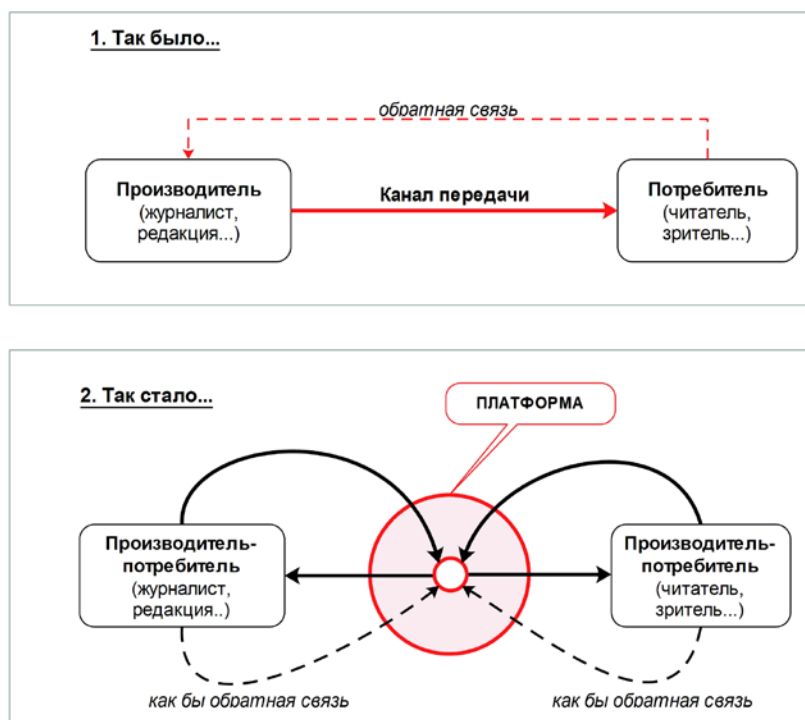 1. Так было...
обратная связь
Производитель
(журналист,
редакция...)
Канал передачи
Потребитель
(читатель,
зритель...)
2. Так стало...
ПЛАТФОРМА
Производитель-
потребитель
(журналист,
редакция..)
Производитель-
потребитель
(читатель,
зритель...)
как бы обратная связь
как бы обратная связь